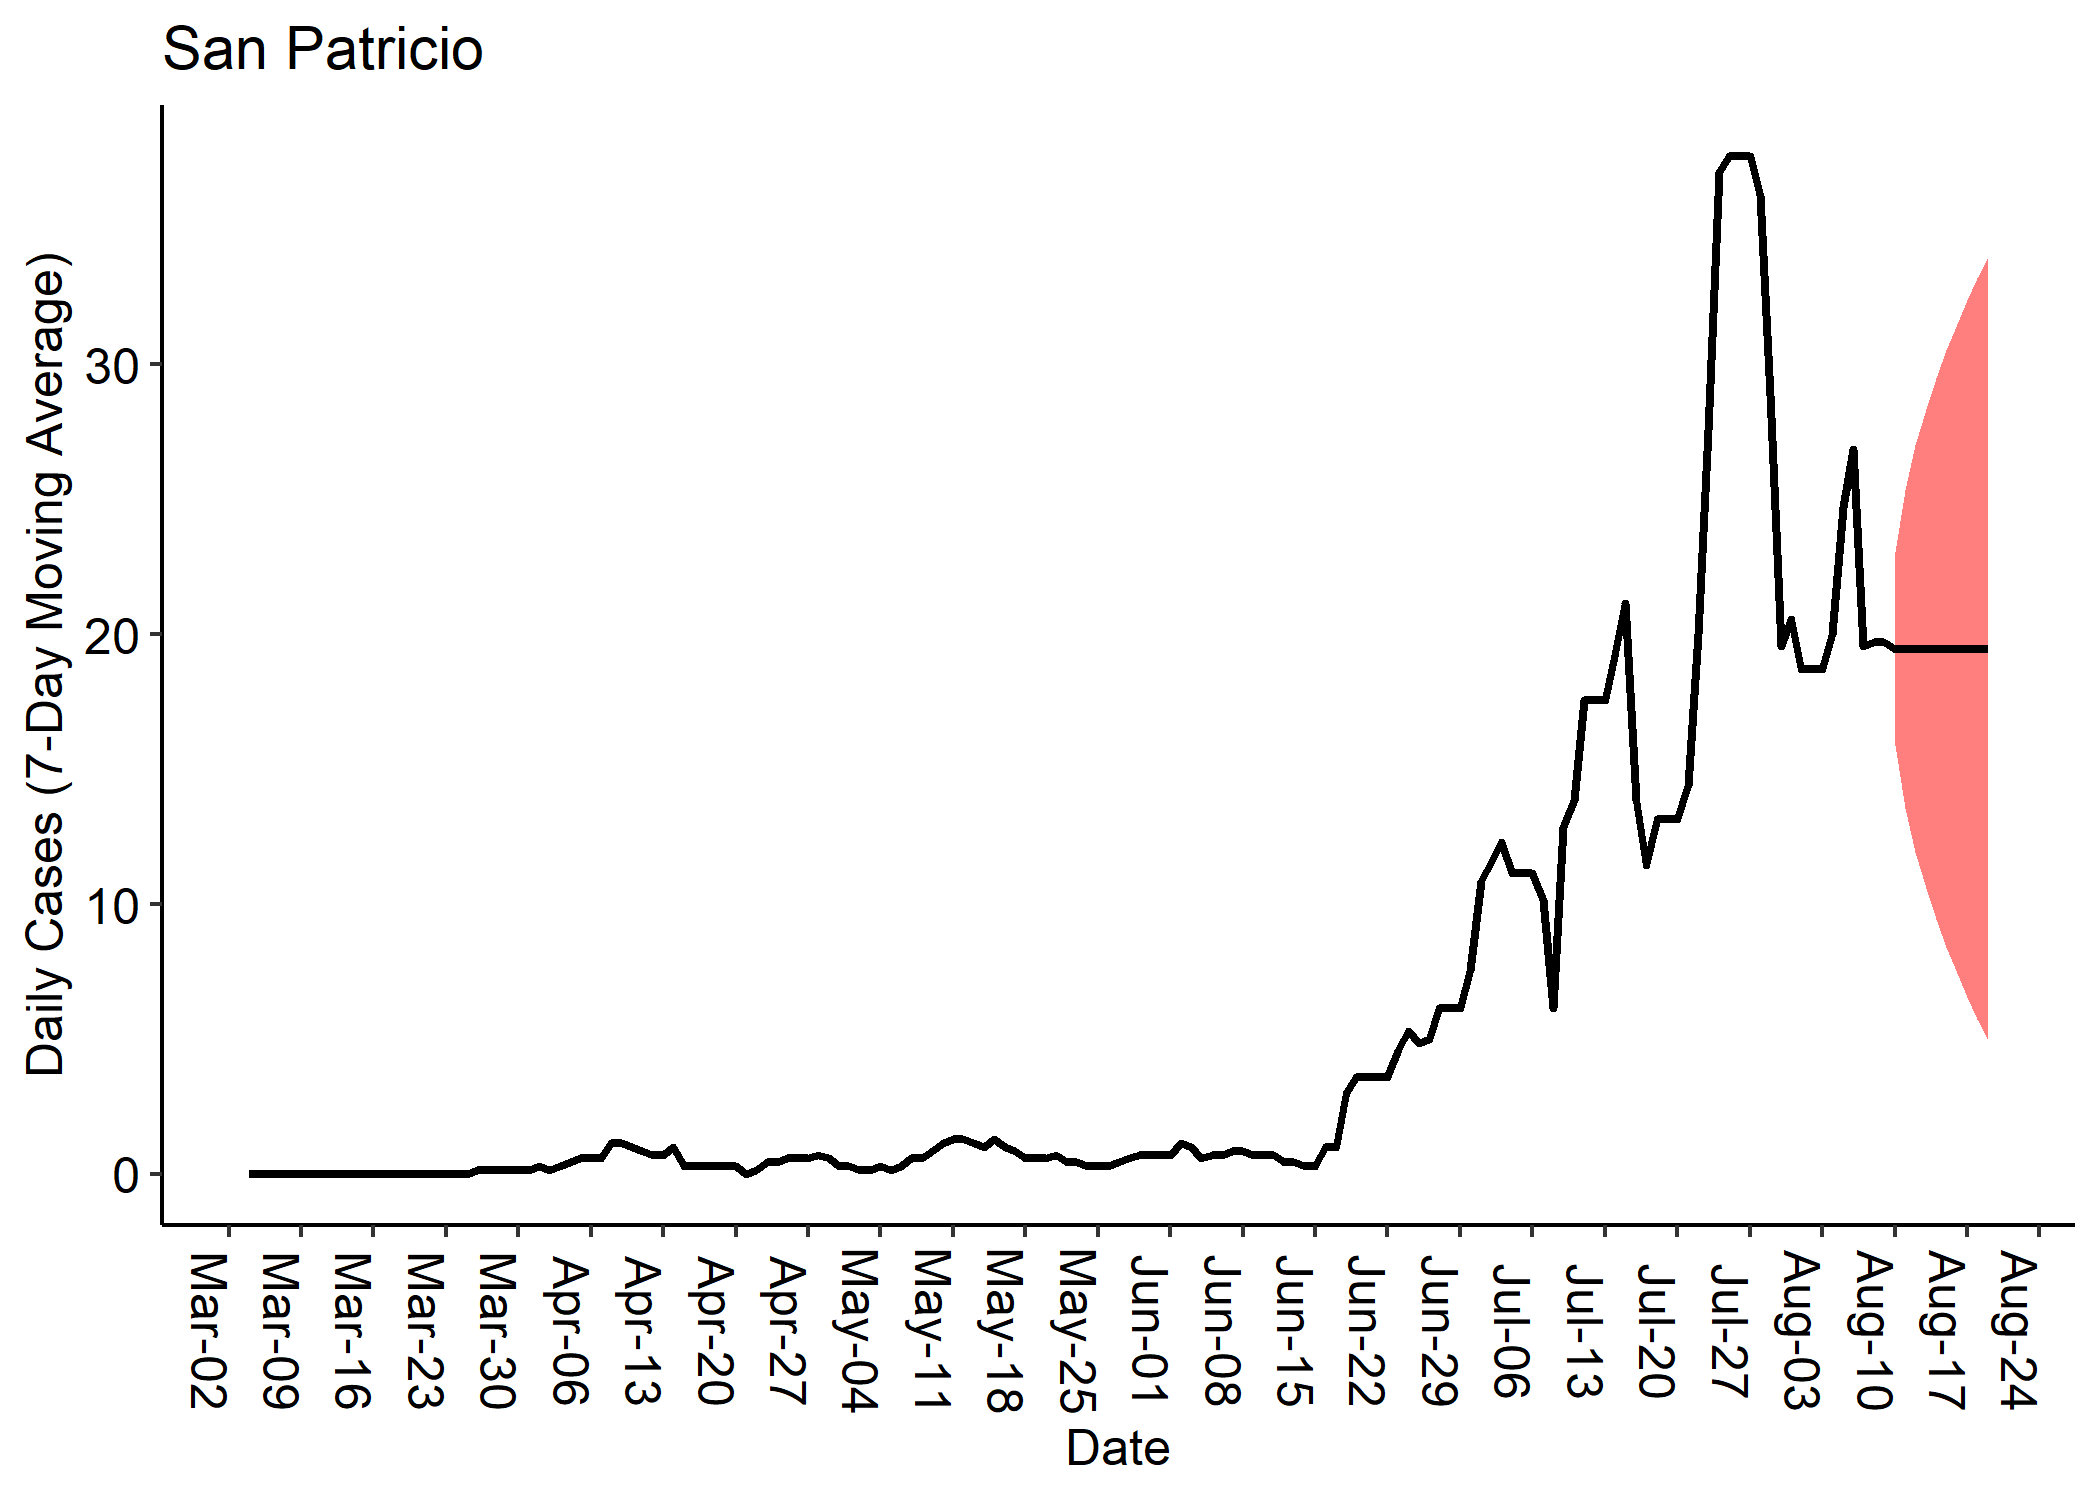 San Patricio
Daily Cases (7-Day Moving Average)
30
20
10
0
Mar-02
Mar-09
Mar-16
Mar-23
Mar-30
Apr-06
Apr-13
Apr-20
Apr-27
May-04
May-11
May-18
May-25
Jun-01
Jun-08
Jun-15
Jun-22
Jun-29
Jul-06
Jul-13
Jul-20
Jul-27
Aug-03
Aug-10
Aug-17
Aug-24
Date